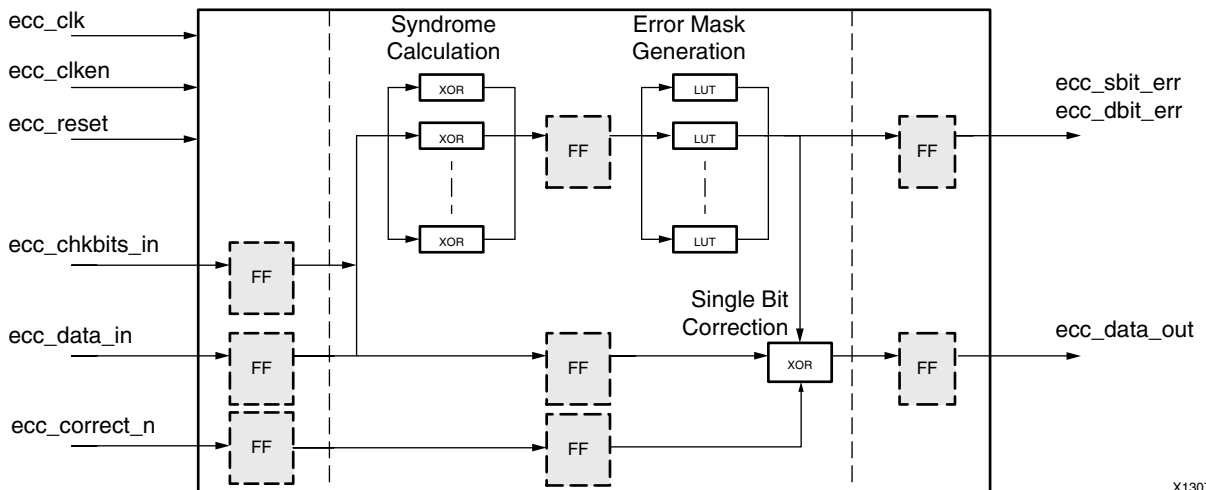 ecc_clk
ecc_clken
ecc_reset
ecc_chkbits_in
ecc_data_in
ecc_correct_n
FF
FF
FF
Syndrome
Calculation
XOR
XOR
XOR
FF
FF
FF
Error Mask
Generation
LUT
LUT
LUT
Single Bit
Correction
XOR
FF
FF
ecc_sbit_err
ecc_dbit_err
ecc_data_out